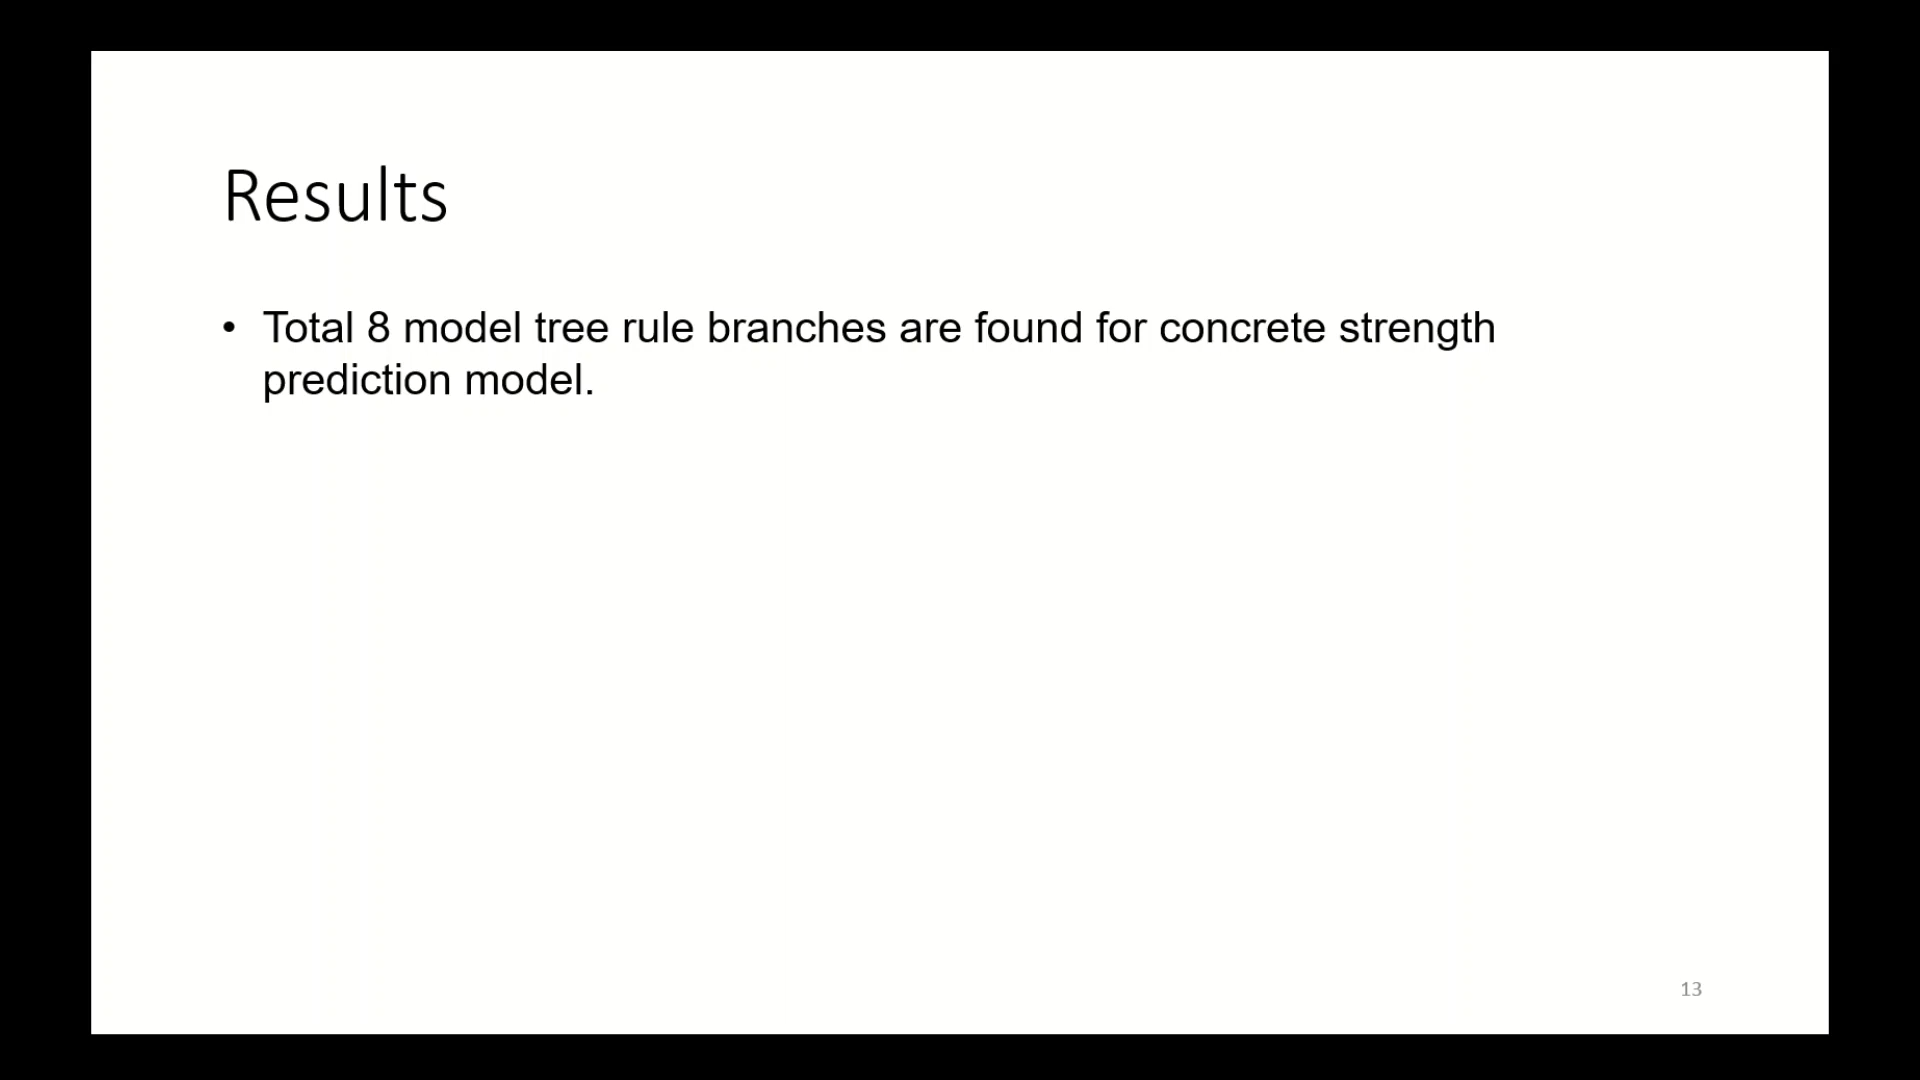 Results
• Total 8 model tree rule branches are found for concrete strength
prediction model.
13